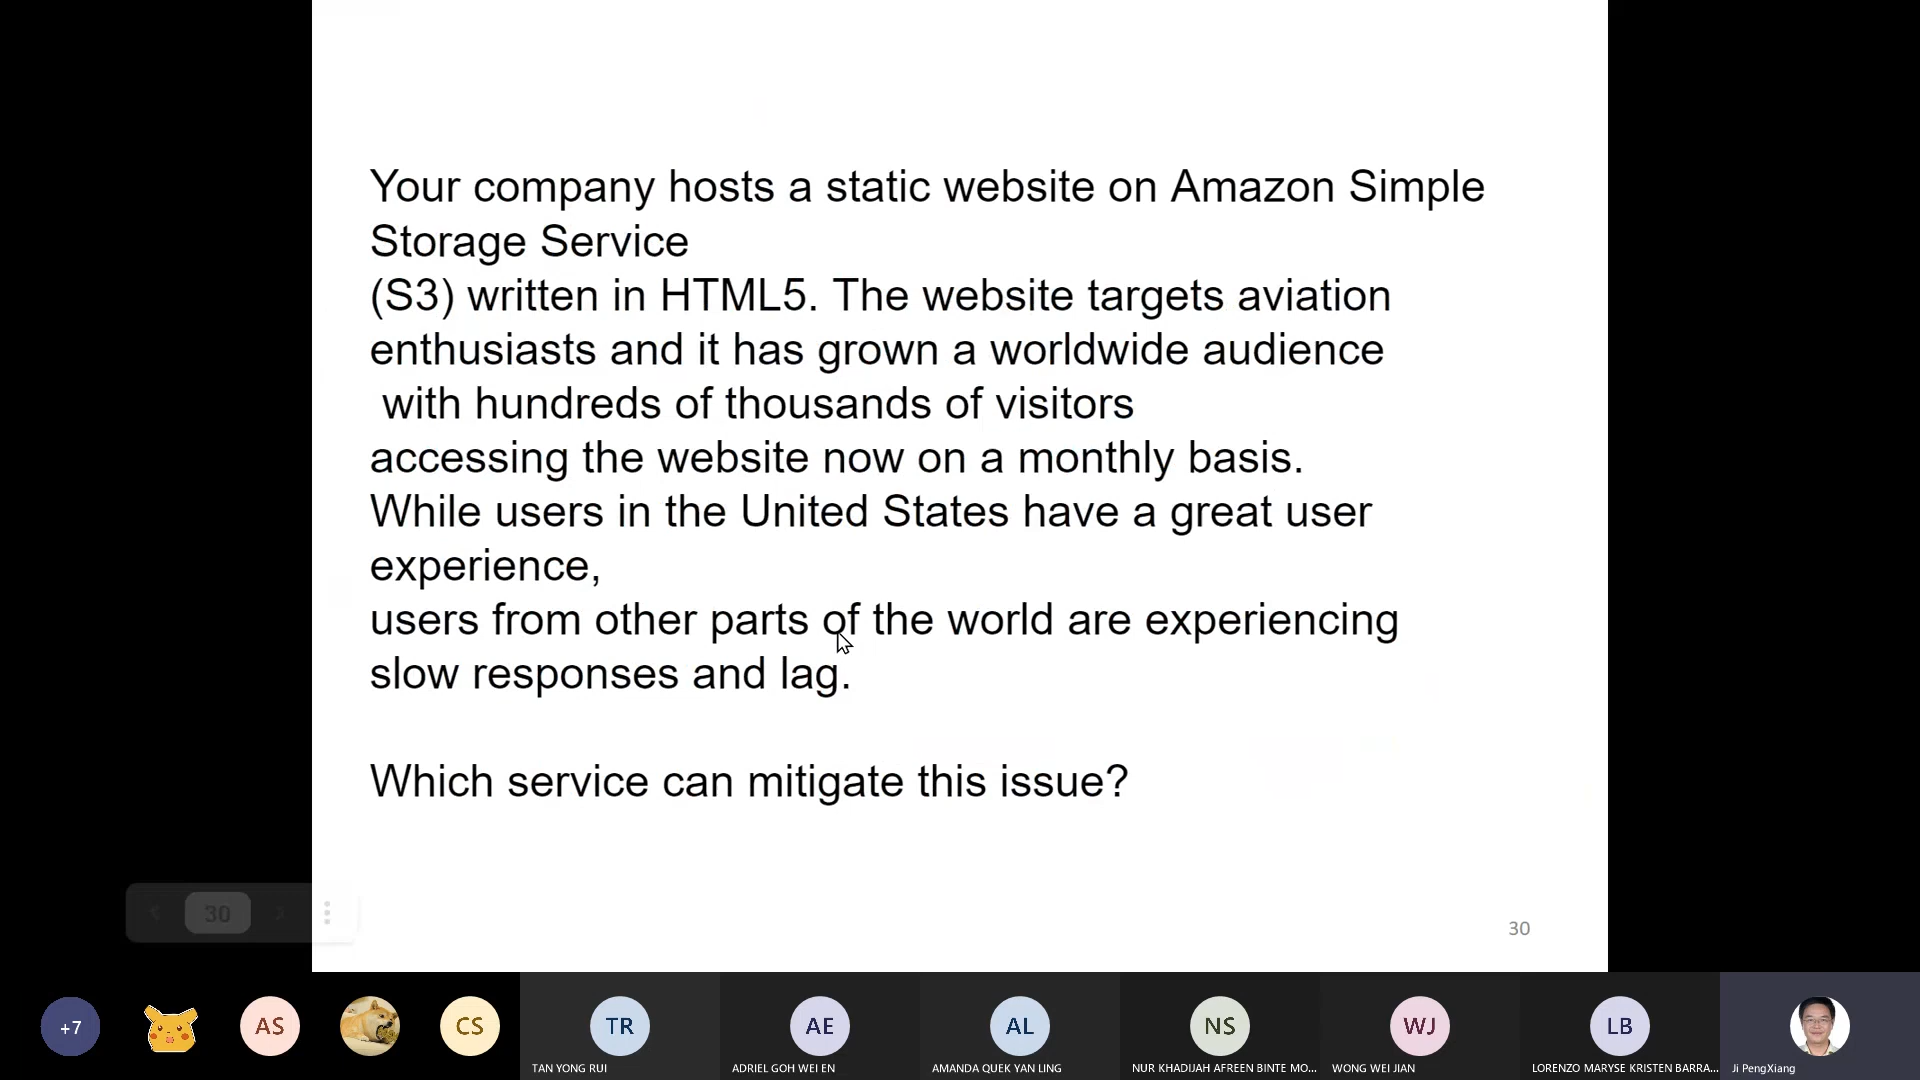 Your company hosts a static website on Amazon Simple
Storage Service
(S3) written in HTML5. The website targets aviation
enthusiasts and it has grown a worldwide audience
with hundreds of thousands of visitors
accessing the website now on a monthly basis.
While users in the United States have a great user
experience,
users from other parts of the world are experiencing
slow responses and lag.
Which service can mitigate this issue?
30
30
+7
AS
CS
TR
AE
AL
NS
WJ
LB
TAN YONG RUI
ADRIEL GOH WEI EN
AMANDA QUEK YAN LING
NUR KHADIJAH AFREEN BINTE MO...
WONG WEI JIAN
LORENZO MARYSE KRISTEN BARRA...
Ji PengXiang